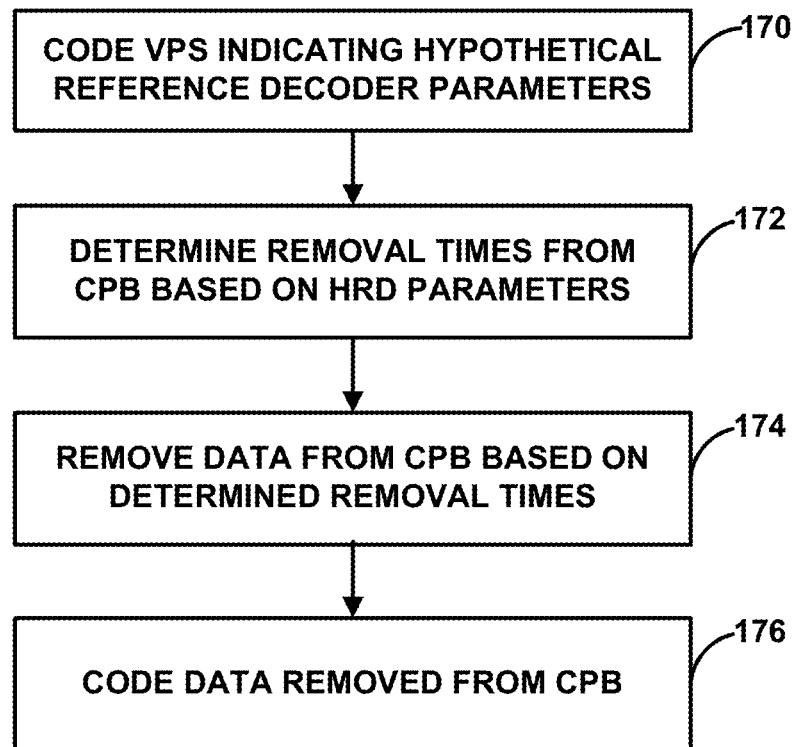 CODE VPS INDICATING HYPOTHETICAL
REFERENCE DECODER PARAMETERS
170
DETERMINE REMOVAL TIMES FROM
CPB BASED ON HRD PARAMETERS
172
REMOVE DATA FROM CPB BASED ON
DETERMINED REMOVAL TIMES
174
CODE DATA REMOVED FROM CPB
176